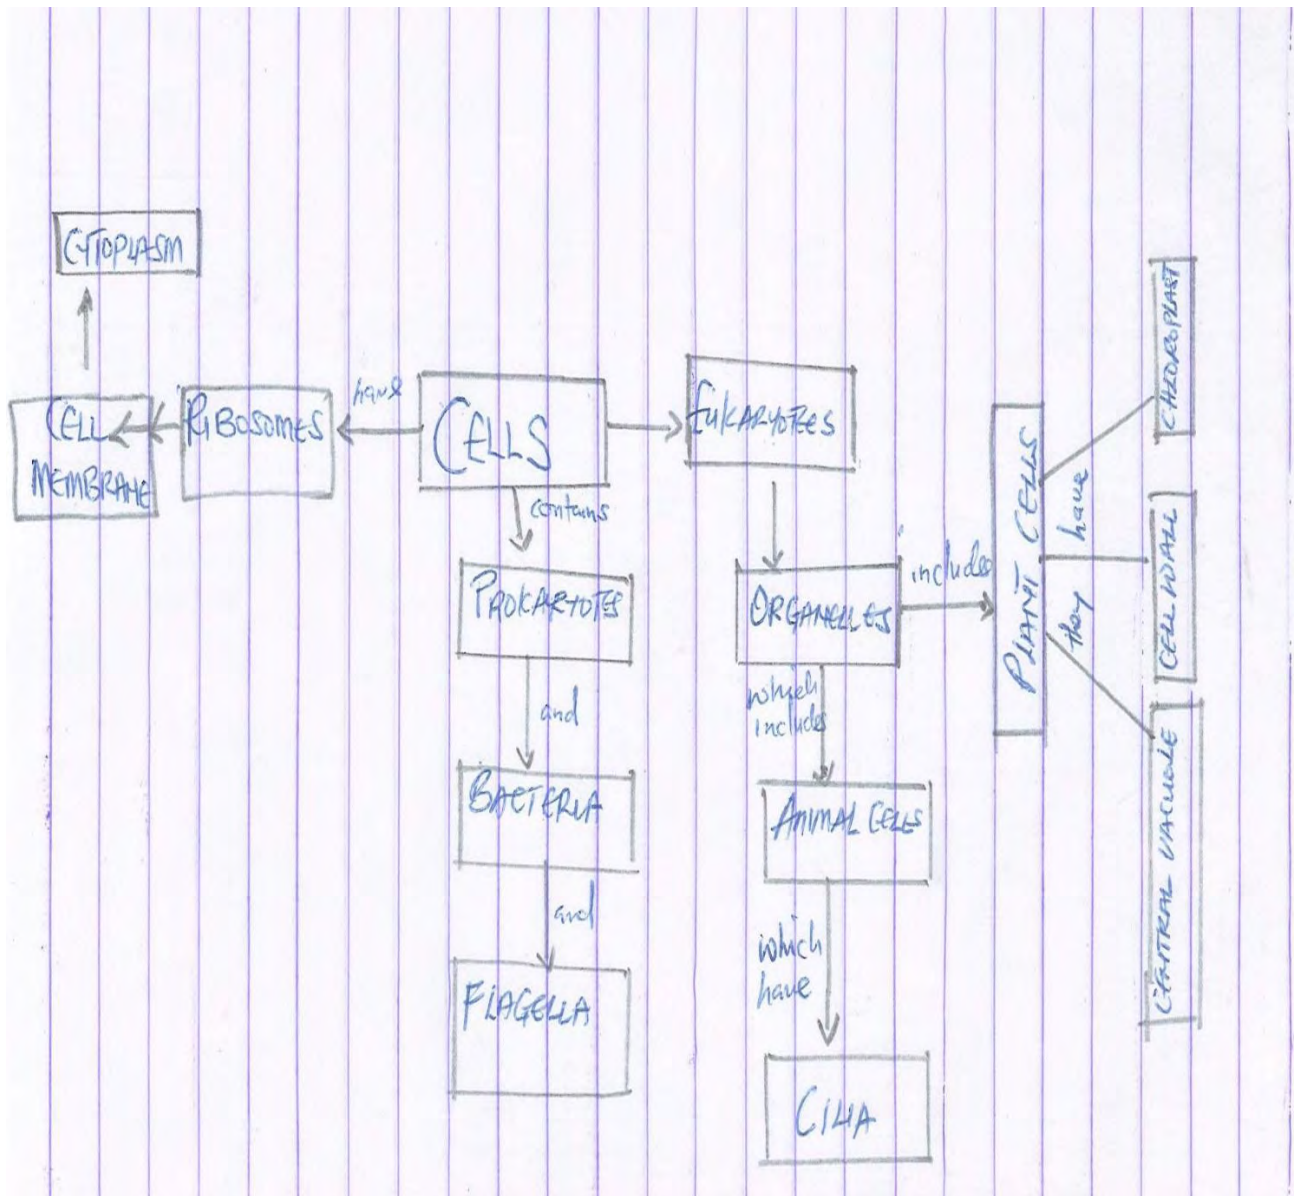 CYTOPLASM
CELL
MEMBRANE
RIBOSOMES
have
CELLS
contains
EUKARYOTES
PROKARYOTES
and
BACTERIA
and
FLAGELLA
ORGANELLES
includes
which
includes
ANIMAL CELLS
which
have
CILIA
PLANT CELLS
they have
CHLOROPLAST
CELL WALL
CENTRAL VACUOLE